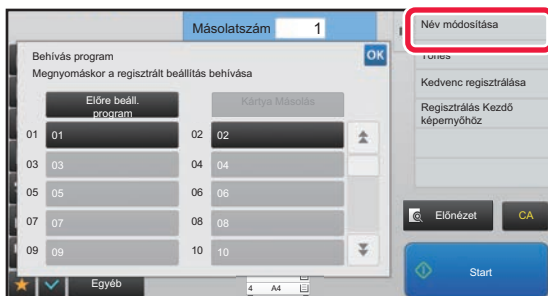 Másolatszám 1
Behívás program
OK
Megnyomáskor a regisztrált beállítás behívása
Előre beáll.
program
Kártya Másolás
01 01
02 02
03 03
04 04
05 05
06 06
07 07
08 08
09 09
10 10
Egyéb
4 A4
Név módosítása
Törlés
Kedvenc regisztrálása
Regisztrálás Kezdő
képernyőhöz
Előnézet
CA
Start